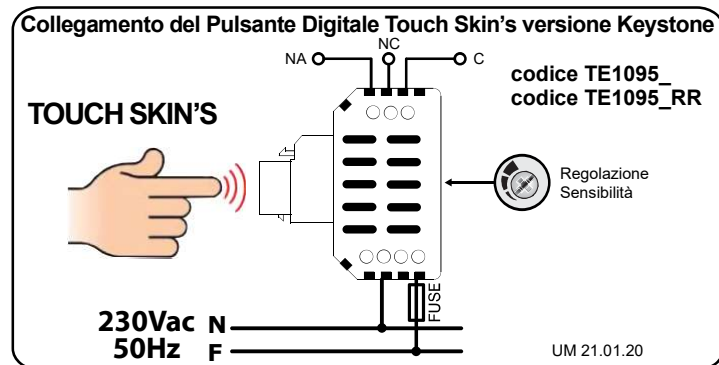 Collegamento del Pulsante Digitale Touch Skin's versione Keystone
NA
NC
C
codice TE1095_
codice TE1095_RR
TOUCH SKIN'S
Regolazione
Sensibilità
FUSE
230Vac N
50Hz F
UM 21.01.20